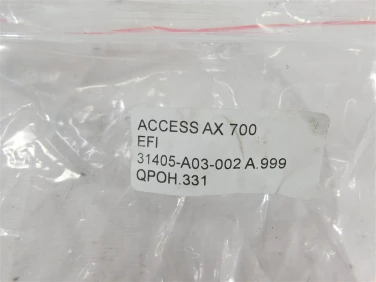 ACCESS AX 700
EFI
31405-A03-002 A.999
QPOH.331